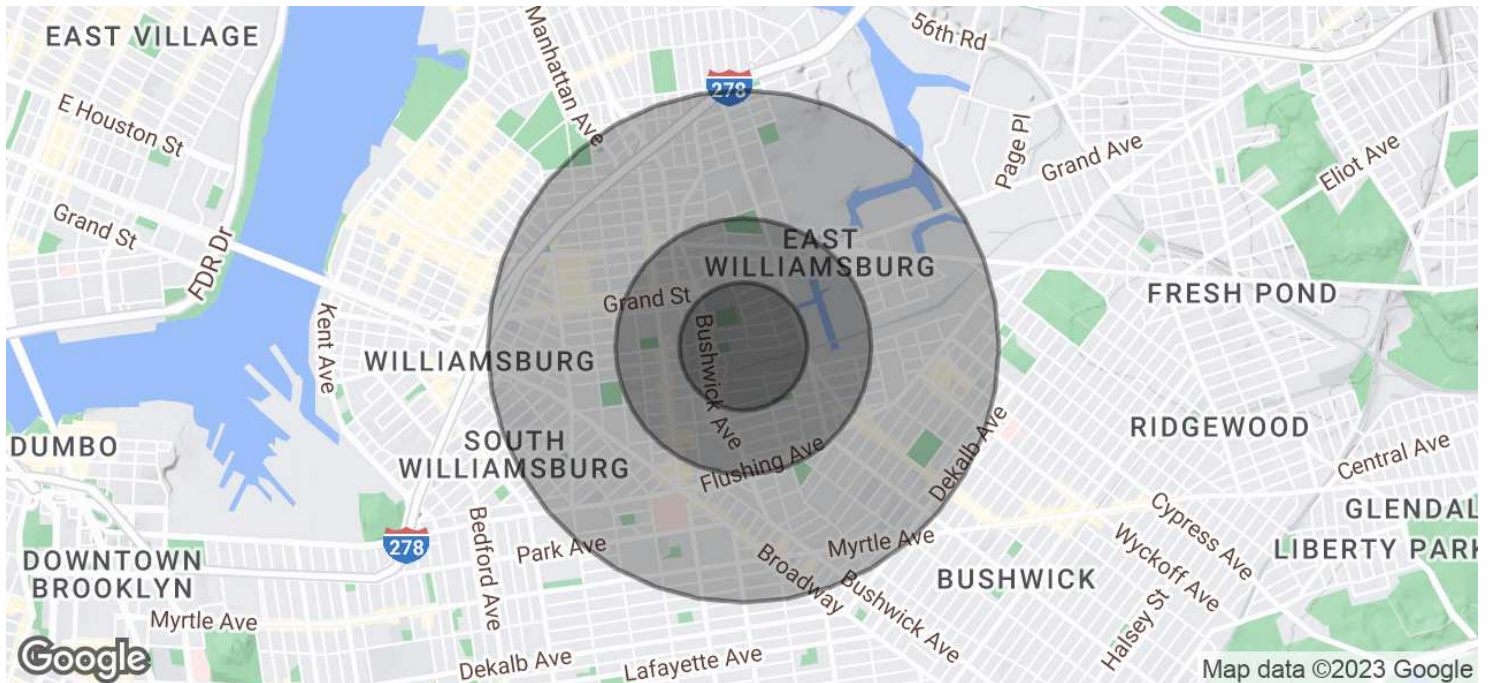 EAST VILLAGE
Manhattan Ave
56th Rd
278
E Houston St
Page Pl
Grand Ave
Eliot Ave
Grand St
FDR Dr
EAST
WILLIAMSBURG
Grand St
FRESH POND
Kent Ave
Bushwick Ave
WILLIAMSBURG
DUMBO
SOUTH
WILLIAMSBURG
Flushing Ave
Dekalb Ave
RIDGEWOOD
Central Ave
GLENDAL
LIBERTY PARK
Cypress Ave
Wyckoff Ave
Bedford Ave
278
Park Ave
Myrtle Ave
Broadway
Bushwick Ave
BUSHWICK
Halsey St
DOWNTOWN
BROOKLYN
Myrtle Ave
Dekalb Ave
Lafayette Ave
Google
Map data ©2023 Google